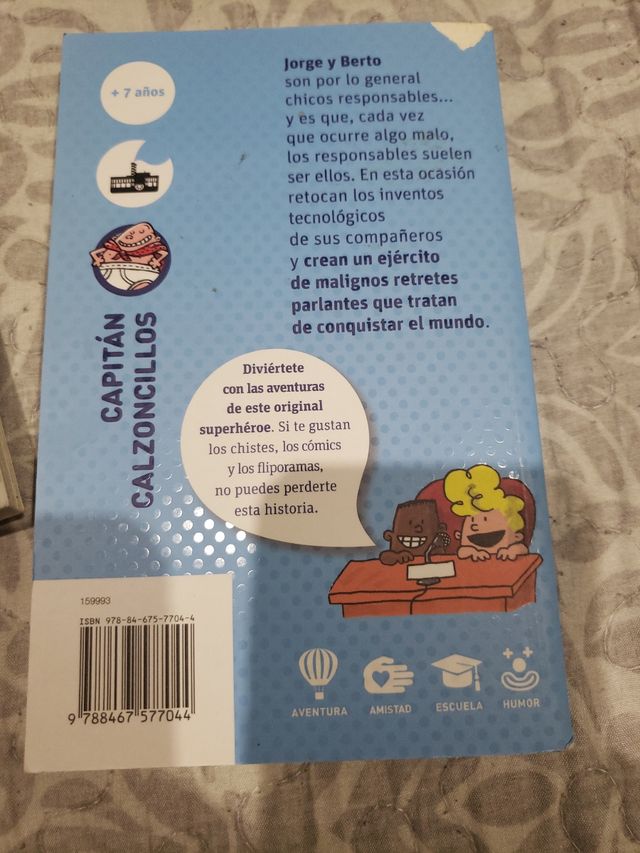 + 7 años
Jorge y Berto
son por lo general
chicos responsables...
y es que, cada vez
que ocurre algo malo,
los responsables suelen
ser ellos. En esta ocasión
retocan los inventos
tecnológicos
de sus compañeros
y crean un ejército
de malignos retretes
parlantes que tratan
de conquistar el mundo.
CAPITÁN
CALZONCILLOS
Diviértete
con las aventuras
de este original
superhéroe. Si te gustan
los chistes, los cómics
y los fliporamas,
no puedes perderte
esta historia.
159993
ISBN 978-84-675-7704-4
9 788467 577044
AVENTURA
AMISTAD
ESCUELA
HUMOR